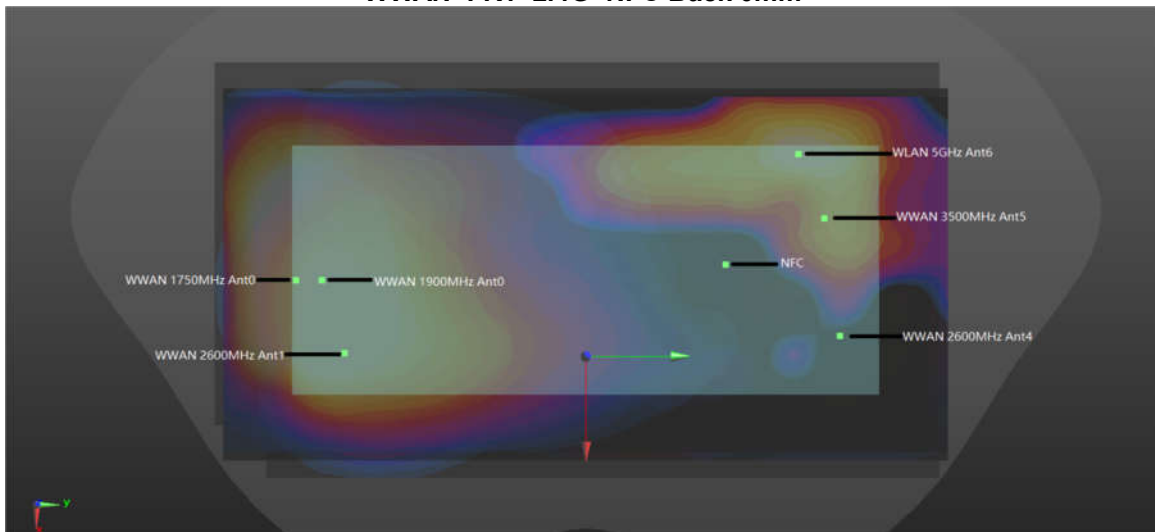 WLAN 5GHz Ant6
WWAN 3500MHz Ant5
NFC
WWAN 1750MHz Ant0
WWAN 1900MHz Ant0
WWAN 2600MHz Ant4
WWAN 2600MHz Ant1
y